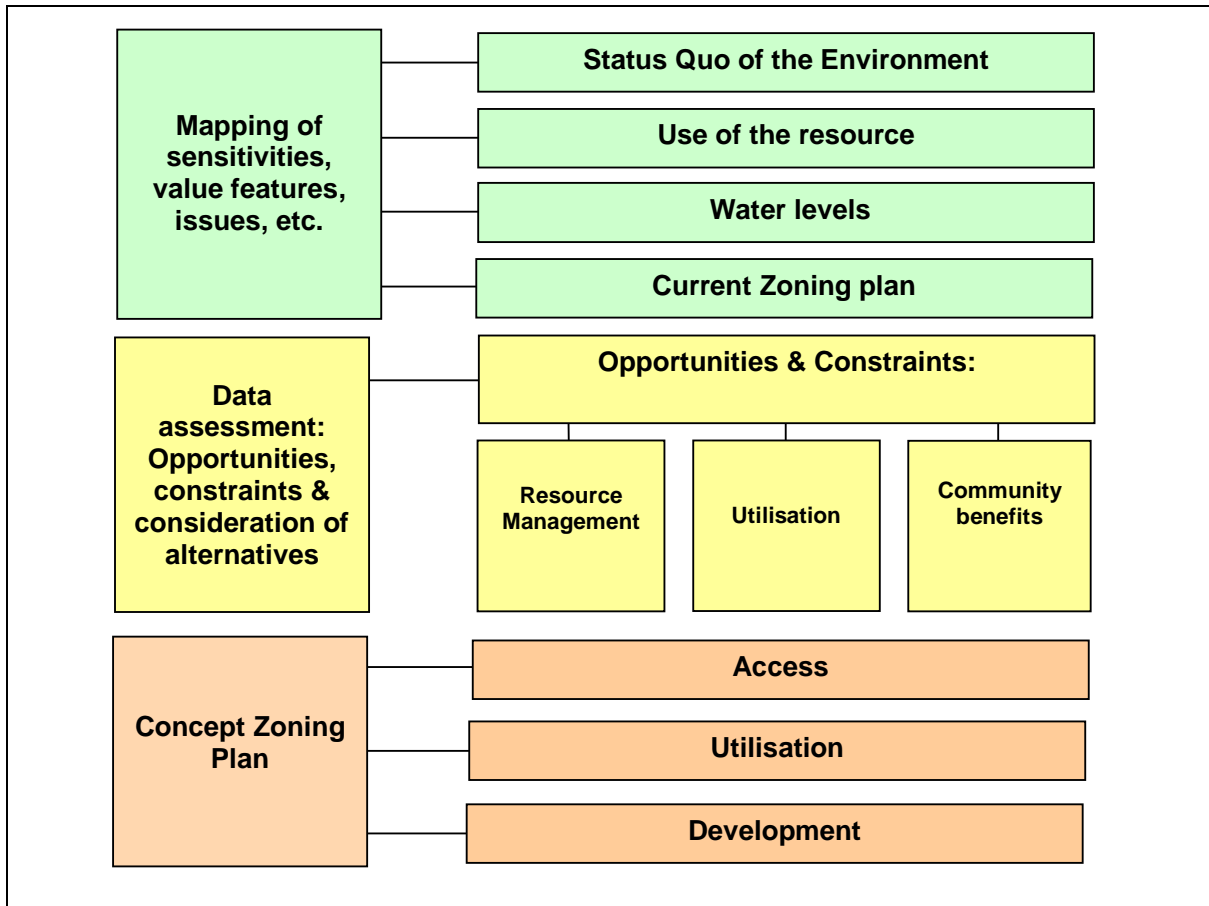 Mapping of
sensitivities,
value features,
issues, etc.
Status Quo of the Environment
Use of the resource
Water levels
Current Zoning plan
Data
assessment:
Opportunities,
constraints &
consideration of
alternatives
Opportunities & Constraints:
Resource
Management
Utilisation
Community
benefits
Concept Zoning
Plan
Access
Utilisation
Development